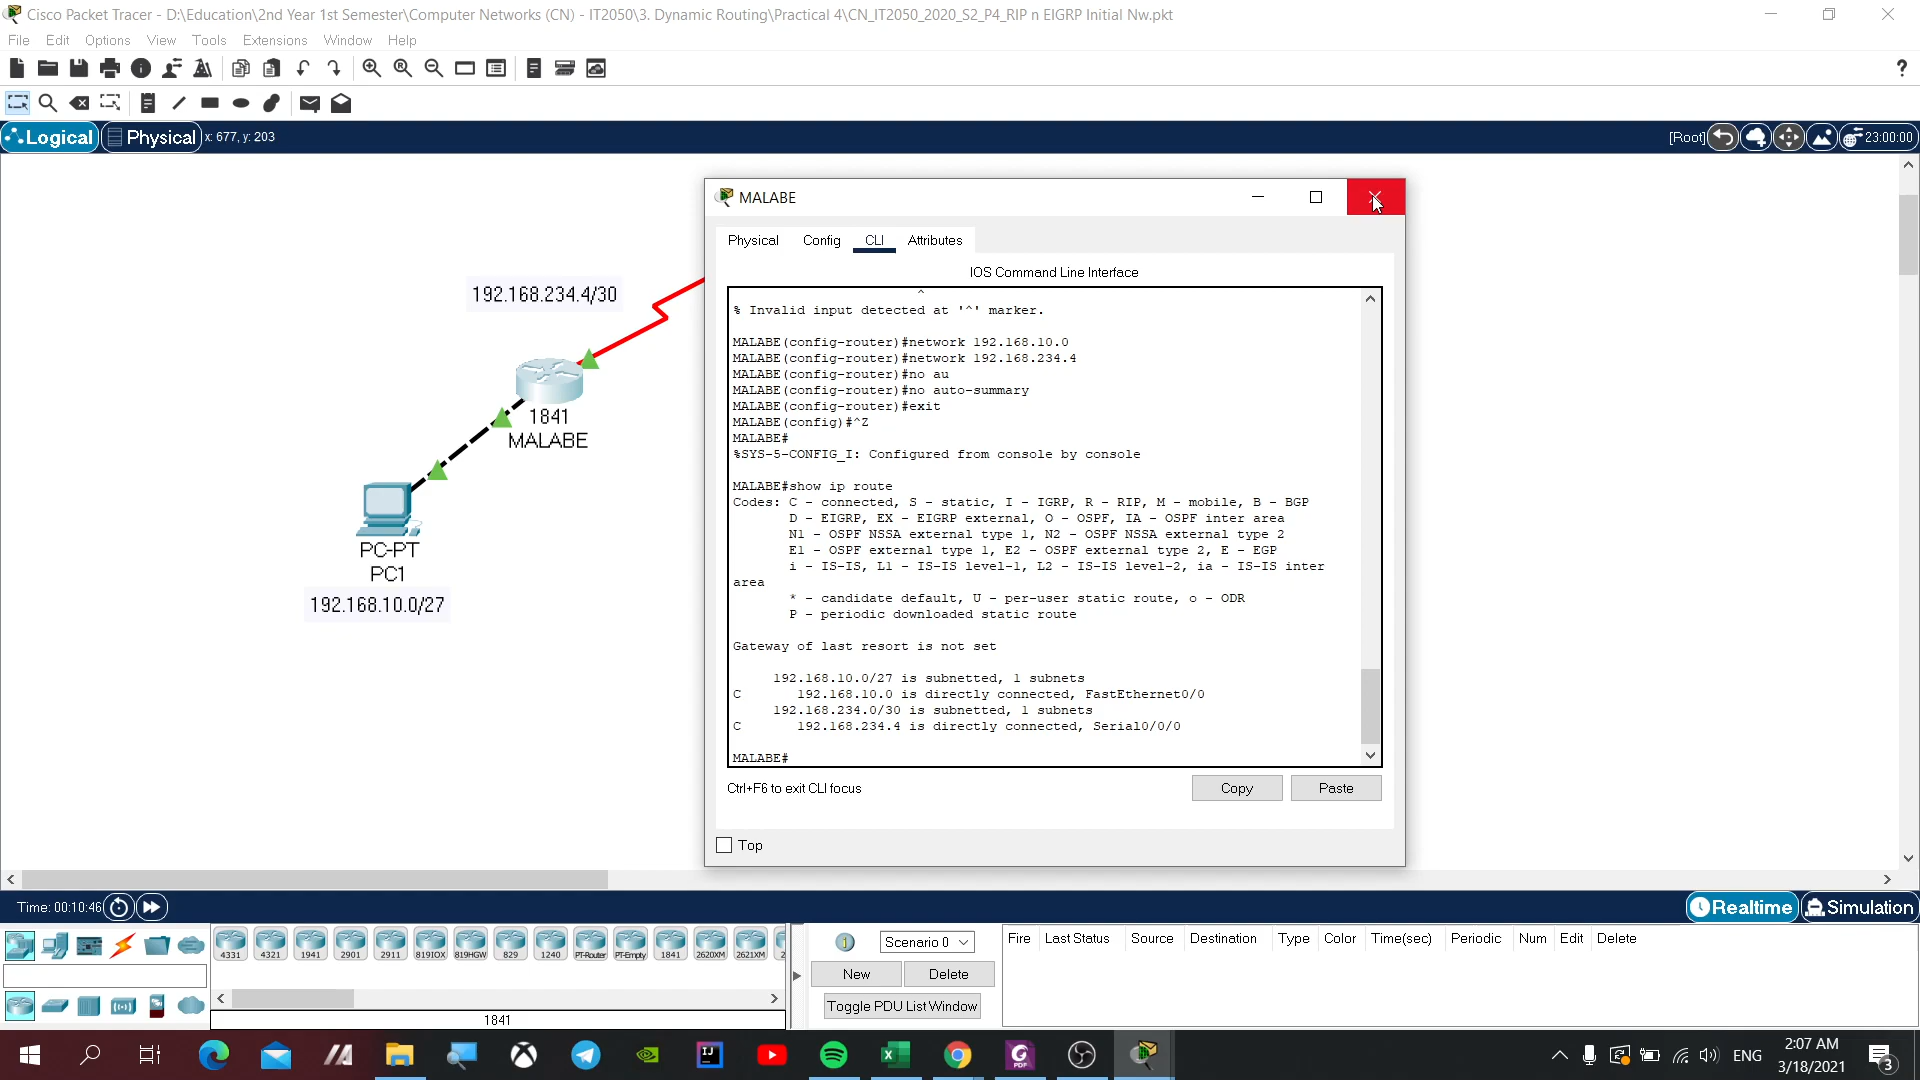 Cisco Packet Tracer - D:\Education\2nd Year 1st Semester\Computer Networks (CN) - IT2050\3. Dynamic Routing\Practical 4\CN_IT2050_2020_S2_P4_RIP n EIGRP Initial Nw.pkt
File Edit Options View Tools Extensions Window Help
?
Logical Physical x: 677, y: 203
[Root] 23:00:00
MALABE
Physical Config CLI Attributes
IOS Command Line Interface
192.168.234.4/30
1841
MALABE
PC-PT
PC1
192.168.10.0/27
^
% Invalid input detected at '^' marker.
MALABE(config-router)#network 192.168.10.0
MALABE(config-router)#network 192.168.234.4
MALABE(config-router)#no au
MALABE(config-router)#no auto-summary
MALABE(config-router)#exit
MALABE(config)#^Z
MALABE#
%SYS-5-CONFIG_I: Configured from console by console
MALABE#show ip route
Codes: C - connected, S - static, I - IGRP, R - RIP, M - mobile, B - BGP
D - EIGRP, EX - EIGRP external, O - OSPF, IA - OSPF inter area
N1 - OSPF NSSA external type 1, N2 - OSPF NSSA external type 2
E1 - OSPF external type 1, E2 - OSPF external type 2, E - EGP
i - IS-IS, L1 - IS-IS level-1, L2 - IS-IS level-2, ia - IS-IS inter
area
* - candidate default, U - per-user static route, o - ODR
P - periodic downloaded static route
Gateway of last resort is not set
192.168.10.0/27 is subnetted, 1 subnets
C 192.168.10.0 is directly connected, FastEthernet0/0
192.168.234.0/30 is subnetted, 1 subnets
C 192.168.234.4 is directly connected, Serial0/0/0
MALABE#
Ctrl+F6 to exit CLI focus
Copy Paste
Top
Time: 00:10:46
Realtime Simulation
4331 4321 1941 2901 2911 819IOX 819HGW 829 1240 PT-Router PT-Empty 1841 2620XM 2621XM 2
1841
Scenario 0
New Delete
Toggle PDU List Window
Fire Last Status Source Destination Type Color Time(sec) Periodic Num Edit Delete
ENG
2:07 AM
3/18/2021
3